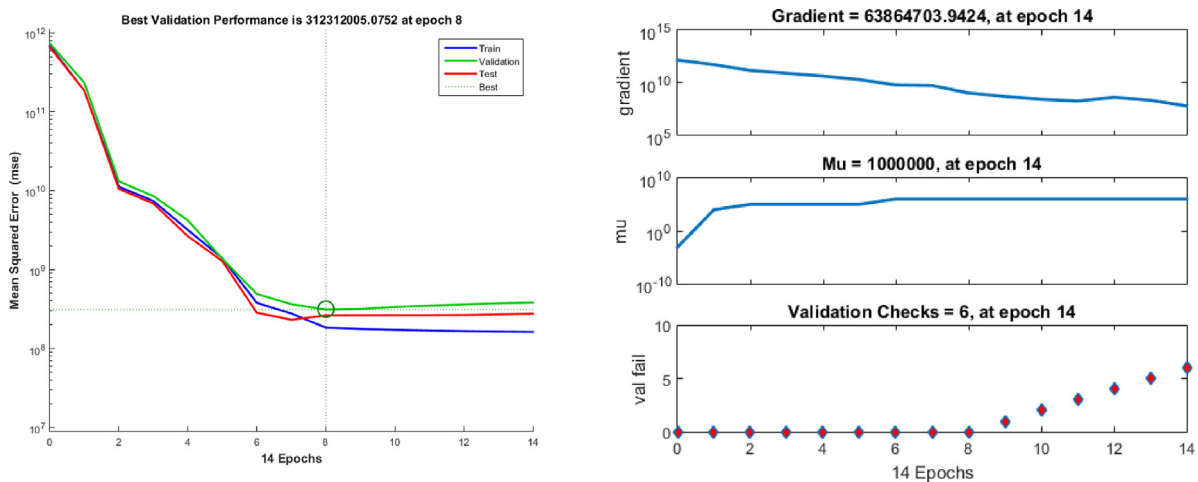 Best Validation Performance is 312312005.0752 at epoch 8
Mean Squared Error (mse)
10^12
10^11
10^10
10^9
10^8
10^7
Train
Validation
Test
Best
0 2 4 6 8 10 12 14
14 Epochs
Gradient = 63864703.9424, at epoch 14
gradient
10^15
10^10
10^5
Mu = 1000000, at epoch 14
mu
10^10
10^0
10^-10
Validation Checks = 6, at epoch 14
val fail
10
5
0
0 2 4 6 8 10 12 14
14 Epochs